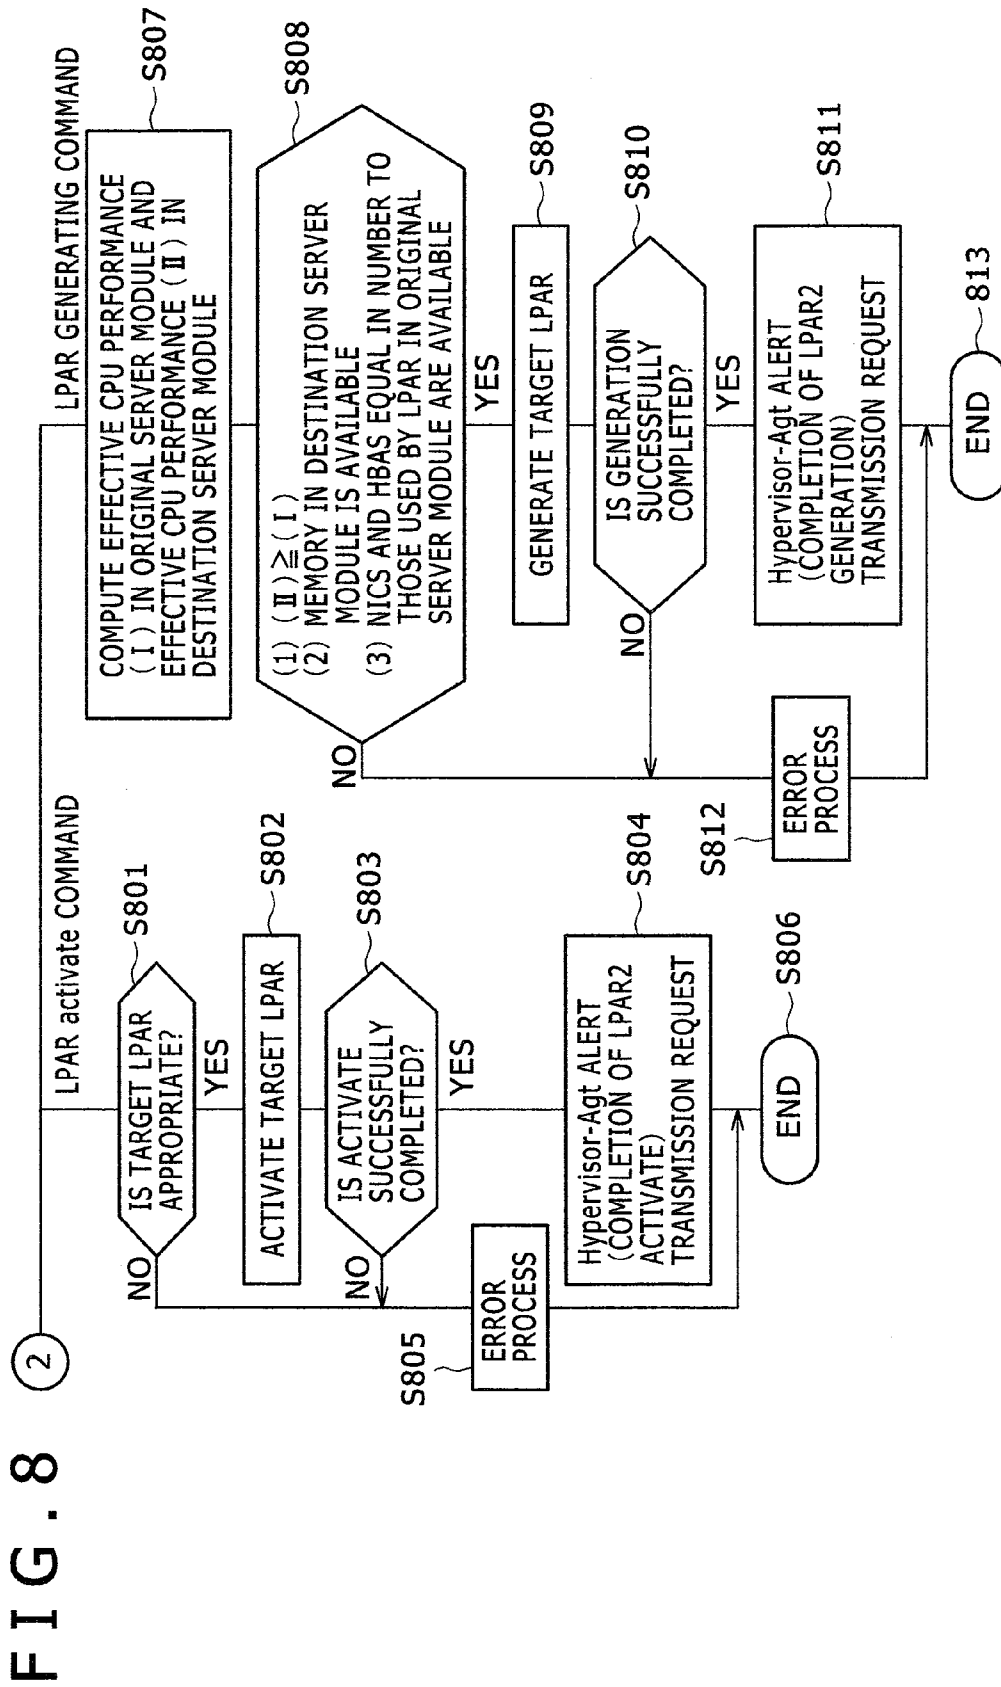 FIG. 8
2
LPAR activate COMMAND
IS TARGET LPAR
APPROPRIATE?
S801
NO
YES
ACTIVATE TARGET LPAR
S802
IS ACTIVATE
SUCCESSFULLY
COMPLETED?
S803
NO
YES
S805
ERROR
PROCESS
Hypervisor-Agt ALERT
(COMPLETION OF LPAR2
ACTIVATE)
TRANSMISSION REQUEST
S804
END
S806
LPAR GENERATING COMMAND
COMPUTE EFFECTIVE CPU PERFORMANCE
(I) IN ORIGINAL SERVER MODULE AND
EFFECTIVE CPU PERFORMANCE (II) IN
DESTINATION SERVER MODULE
S807
(1) (II)≧(I)
(2) MEMORY IN DESTINATION SERVER
MODULE IS AVAILABLE
(3) NICS AND HBAS EQUAL IN NUMBER TO
THOSE USED BY LPAR IN ORIGINAL
SERVER MODULE ARE AVAILABLE
S808
NO
YES
GENERATE TARGET LPAR
S809
IS GENERATION
SUCCESSFULLY
COMPLETED?
S810
NO
YES
S812
ERROR
PROCESS
Hypervisor-Agt ALERT
(COMPLETION OF LPAR2
GENERATION)
TRANSMISSION REQUEST
S811
END
813